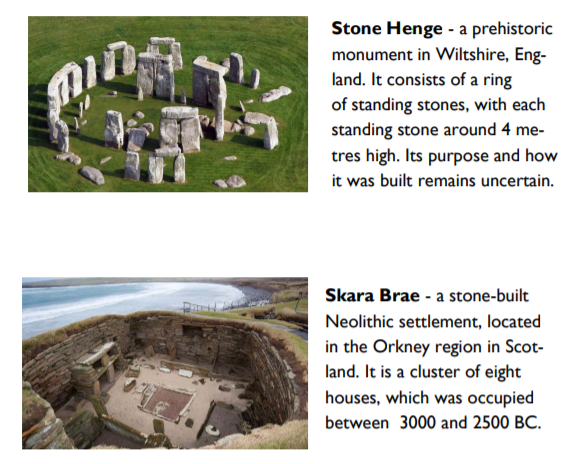 Stone Henge - a prehistoric
monument in Wiltshire, Eng-
land. It consists of a ring
of standing stones, with each
standing stone around 4 me-
tres high. Its purpose and how
it was built remains uncertain.
Skara Brae - a stone-built
Neolithic settlement, located
in the Orkney region in Scot-
land. It is a cluster of eight
houses, which was occupied
between  3000 and 2500 BC.